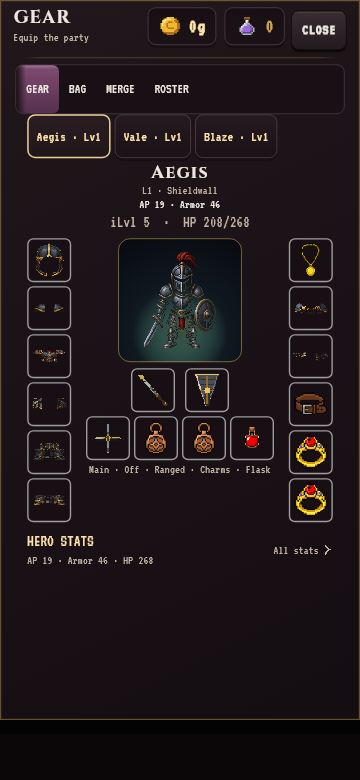 GEAR
Equip the party
0g
0
CLOSE
GEAR
BAG
MERGE
ROSTER
Aegis · Lv1
Vale · Lv1
Blaze · Lv1
AEGIS
L1 · Shieldwall
AP 19 · Armor 46
iLvl 5 · HP 208/268
Main · Off · Ranged · Charms · Flask
HERO STATS
AP 19 · Armor 46 · HP 268
All stats